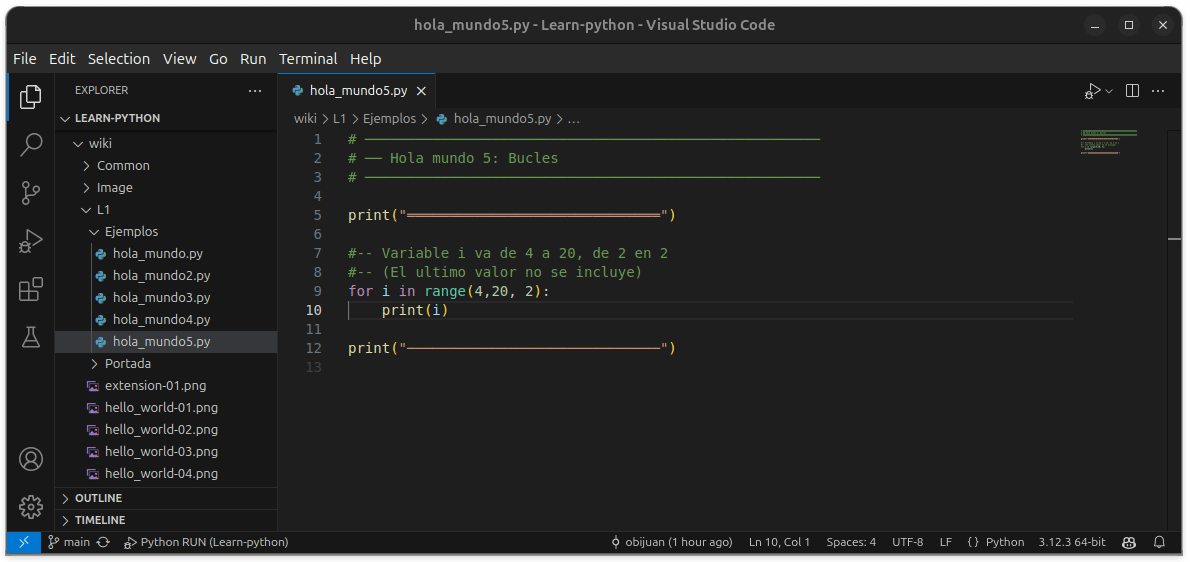 hola_mundo5.py - Learn-python - Visual Studio Code
File Edit Selection View Go Run Terminal Help
EXPLORER
LEARN-PYTHON
wiki
Common
Image
L1
Ejemplos
hola_mundo.py
hola_mundo2.py
hola_mundo3.py
hola_mundo4.py
hola_mundo5.py
Portada
extension-01.png
hello_world-01.png
hello_world-02.png
hello_world-03.png
hello_world-04.png
OUTLINE
TIMELINE
hola_mundo5.py
wiki > L1 > Ejemplos > hola_mundo5.py > ...
1 # ──────────────────────────────
2 # ── Hola mundo 5: Bucles
3 # ──────────────────────────────
4
5 print("══════════════════════════════")
6
7 #-- Variable i va de 4 a 20, de 2 en 2
8 #-- (El ultimo valor no se incluye)
9 for i in range(4,20, 2):
10     print(i)
11
12 print("──────────────────────────────")
13
main Python RUN (Learn-python) obijuan (1 hour ago) Ln 10, Col 1 Spaces: 4 UTF-8 LF {} Python 3.12.3 64-bit